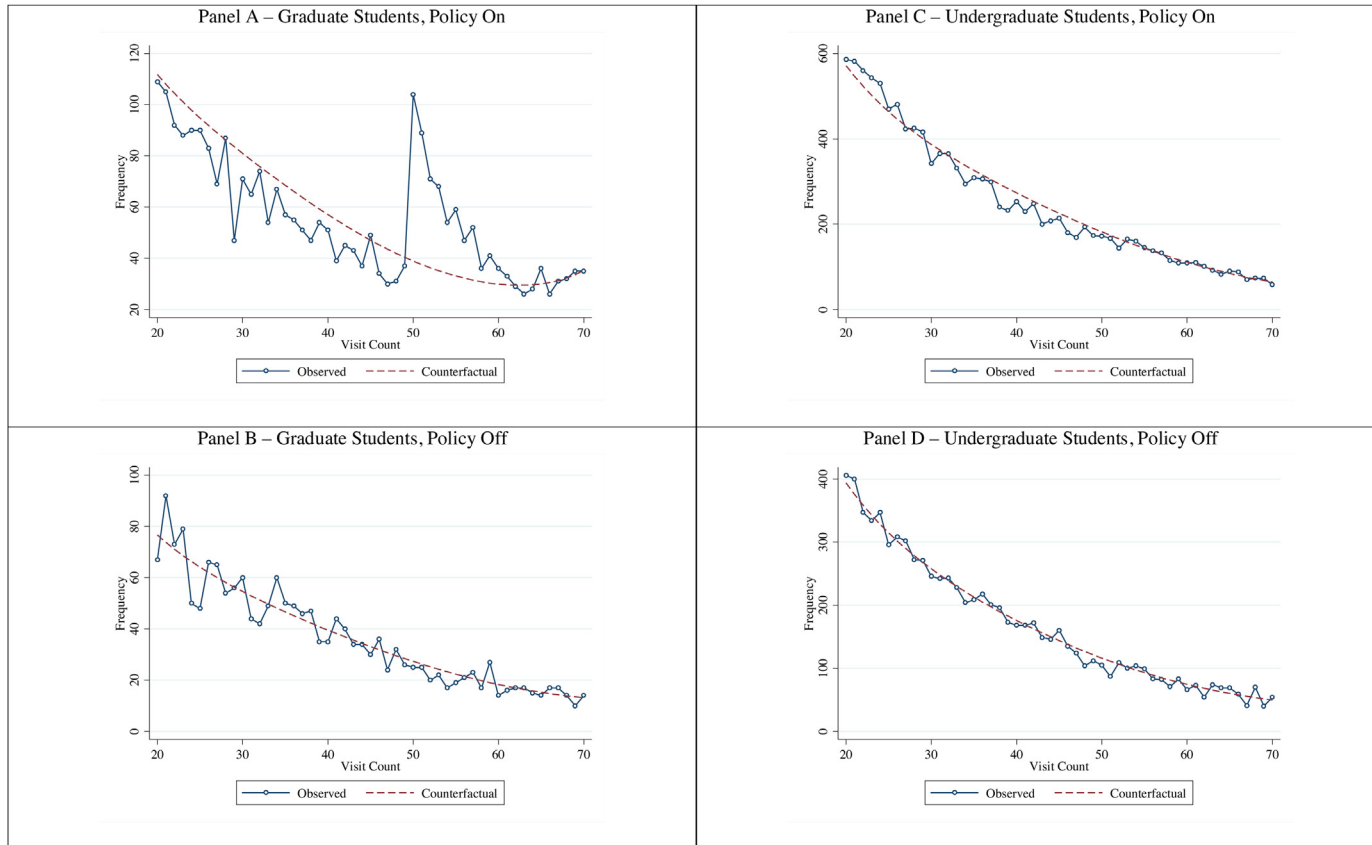 Panel A – Graduate Students, Policy On
120
100
80
60
40
20
Frequency
20 30 40 50 60 70
Visit Count
Observed Counterfactual
Panel C – Undergraduate Students, Policy On
600
400
200
0
Frequency
20 30 40 50 60 70
Visit Count
Observed Counterfactual
Panel B – Graduate Students, Policy Off
100
80
60
40
20
0
Frequency
20 30 40 50 60 70
Visit Count
Observed Counterfactual
Panel D – Undergraduate Students, Policy Off
400
300
200
100
0
Frequency
20 30 40 50 60 70
Visit Count
Observed Counterfactual